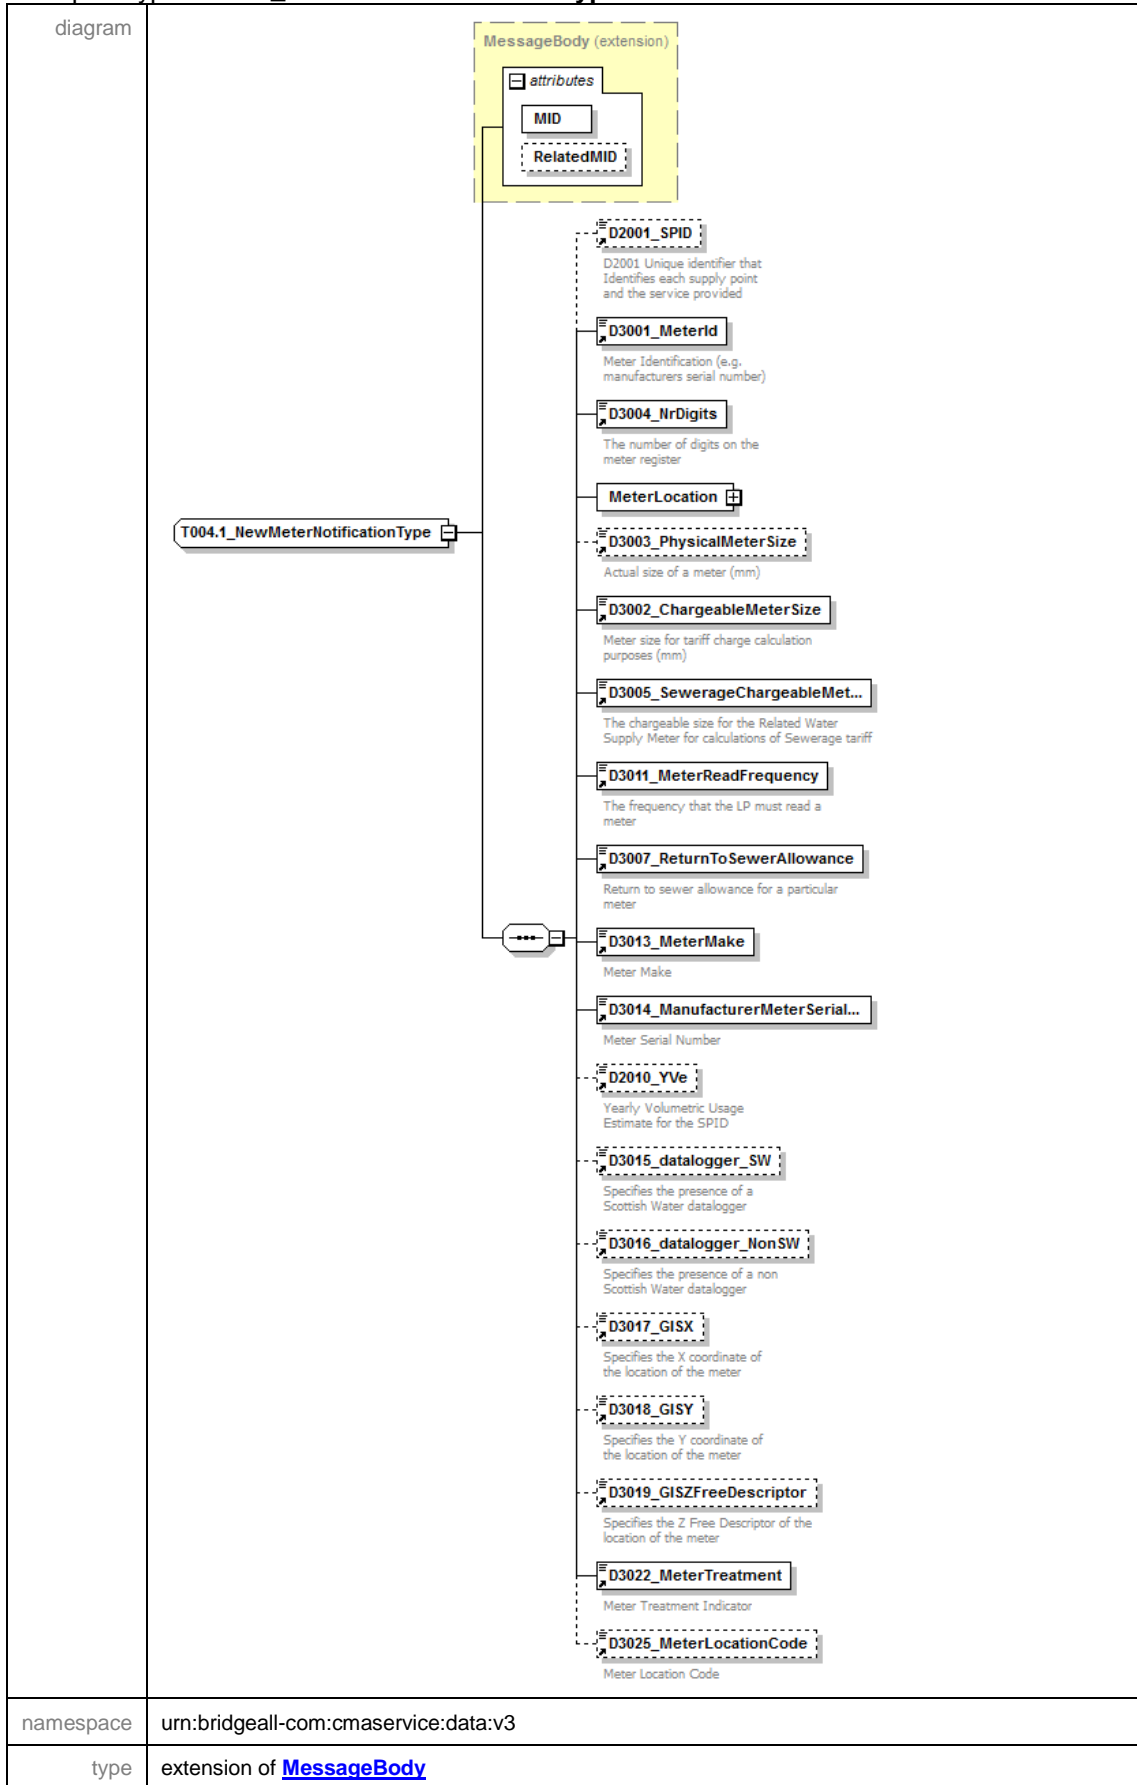 diagram
MessageBody (extension)
attributes
MID
RelatedMID
D2001_SPID
D2001 Unique identifier that
Identifies each supply point
and the service provided
D3001_MeterId
Meter Identification (e.g.
manufacturers serial number)
D3004_NrDigits
The number of digits on the
meter register
MeterLocation
T004.1_NewMeterNotificationType
D3003_PhysicalMeterSize
Actual size of a meter (mm)
D3002_ChargeableMeterSize
Meter size for tariff charge calculation
purposes (mm)
D3005_SewerageChargeableMet...
The chargeable size for the Related Water
Supply Meter for calculations of Sewerage tariff
D3011_MeterReadFrequency
The frequency that the LP must read a
meter
D3007_ReturnToSewerAllowance
Return to sewer allowance for a particular
meter
D3013_MeterMake
Meter Make
D3014_ManufacturerMeterSerial...
Meter Serial Number
D2010_YVe
Yearly Volumetric Usage
Estimate for the SPID
D3015_datalogger_SW
Specifies the presence of a
Scottish Water datalogger
D3016_datalogger_NonSW
Specifies the presence of a non
Scottish Water datalogger
D3017_GISX
Specifies the X coordinate of
the location of the meter
D3018_GISY
Specifies the Y coordinate of
the location of the meter
D3019_GISZFreeDescriptor
Specifies the Z Free Descriptor of the
location of the meter
D3022_MeterTreatment
Meter Treatment Indicator
D3025_MeterLocationCode
Meter Location Code
namespace urn:bridgeall-com:cmaservice:data:v3
type extension of MessageBody